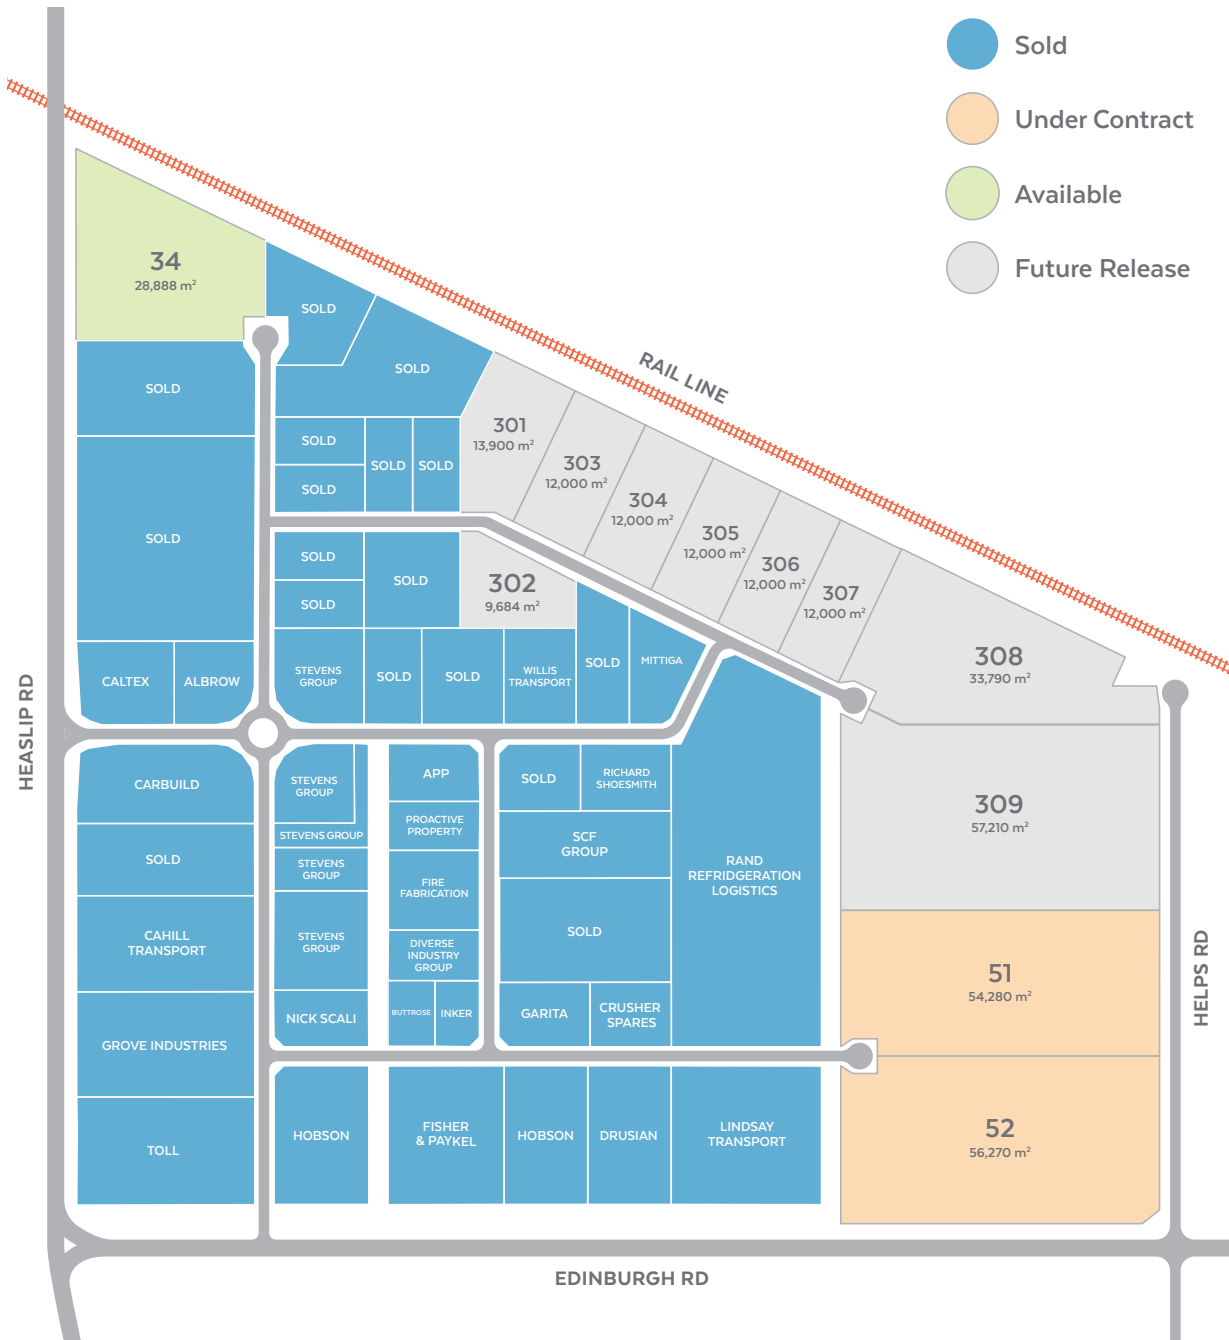 Sold
Under Contract
Available
Future Release
34
28,888 m²
SOLD
SOLD
RAIL LINE
SOLD
SOLD
SOLD
SOLD
SOLD
301
13,900 m²
303
12,000 m²
304
12,000 m²
305
12,000 m²
306
12,000 m²
307
12,000 m²
308
33,790 m²
SOLD
SOLD
SOLD
SOLD
302
9,684 m²
CALTEX
ALBROW
STEVENS
GROUP
SOLD
SOLD
WILLIS
TRANSPORT
SOLD
MITTIGA
HEASLIP RD
CARBUILD
STEVENS
GROUP
APP
SOLD
RICHARD
SHOESMITH
309
57,210 m²
STEVENS GROUP
PROACTIVE
PROPERTY
SCF
GROUP
SOLD
STEVENS
GROUP
FIRE
FABRICATION
RAND
REFRIDGERATION
LOGISTICS
CAHILL
TRANSPORT
STEVENS
GROUP
DIVERSE
INDUSTRY
GROUP
SOLD
51
54,280 m²
HELPS RD
NICK SCALI
BUTTROSE
INKER
GARITA
CRUSHER
SPARES
GROVE INDUSTRIES
TOLL
HOBSON
FISHER
& PAYKEL
HOBSON
DRUSIAN
LINDSAY
TRANSPORT
52
56,270 m²
EDINBURGH RD